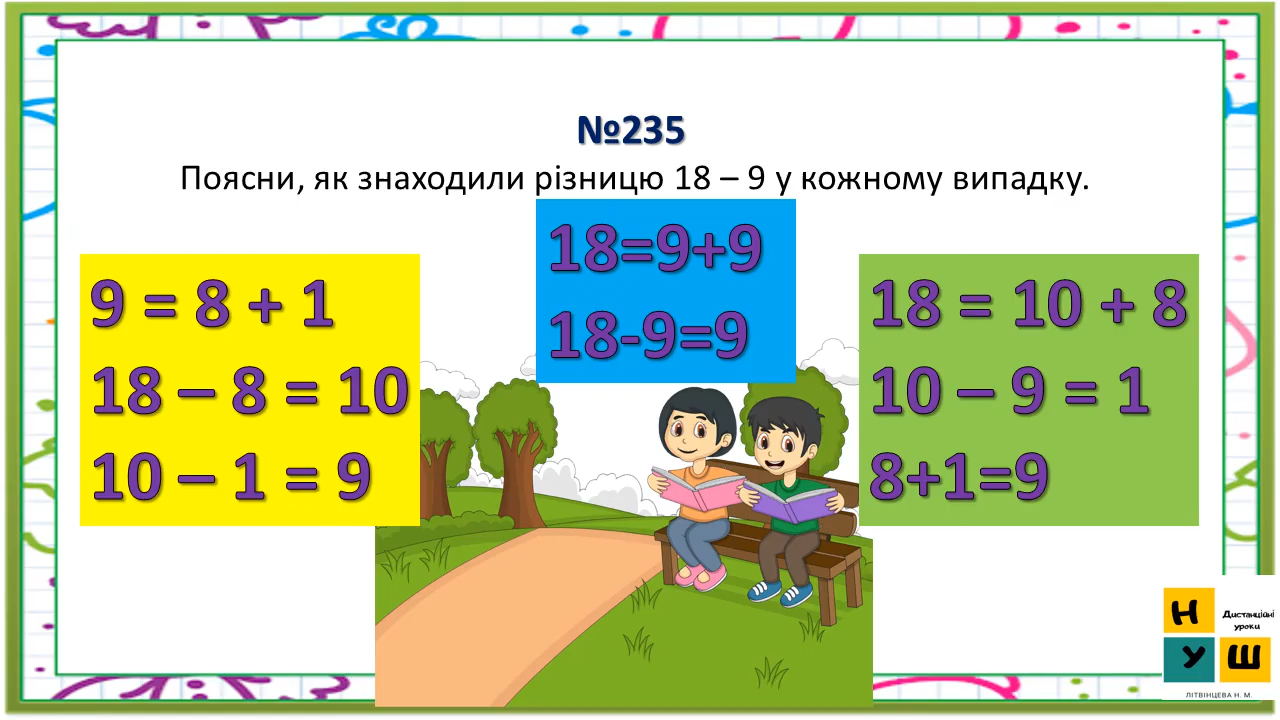 №235
Поясни, як знаходили різницю 18 – 9 у кожному випадку.
9 = 8 + 1
18 – 8 = 10
10 – 1 = 9
18=9+9
18-9=9
18 = 10 + 8
10 – 9 = 1
8+1=9
Н
Дистанційні
уроки
У Ш
ЛІТВІНЦЕВА Н. М.